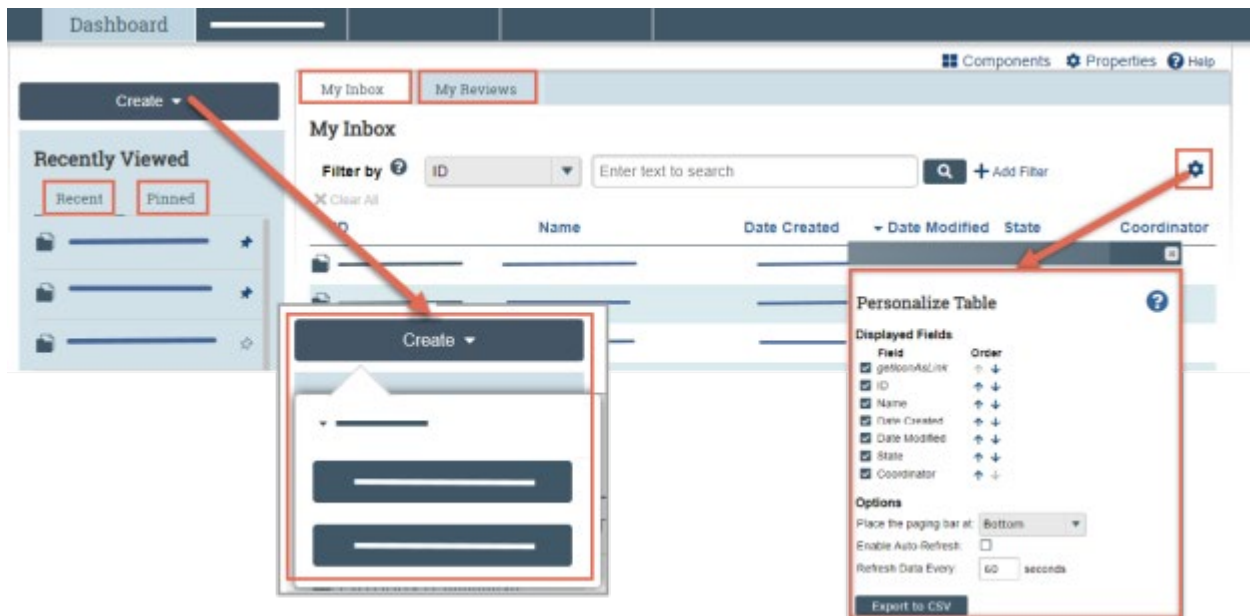 Dashboard
Components Properties Help
Create
My Inbox My Reviews
My Inbox
Recently Viewed
Filter by ID Enter text to search Add Filter
Clear All
Recent Pinned
Name Date Created Date Modified State Coordinator
Create
Personalize Table
Displayed Fields
Field Order
getIconAsLink
ID
Name
Date Created
Date Modified
State
Coordinator
Options
Place the paging bar at: Bottom
Enable Auto-Refresh:
Refresh Data Every: 60 seconds
Export to CSV